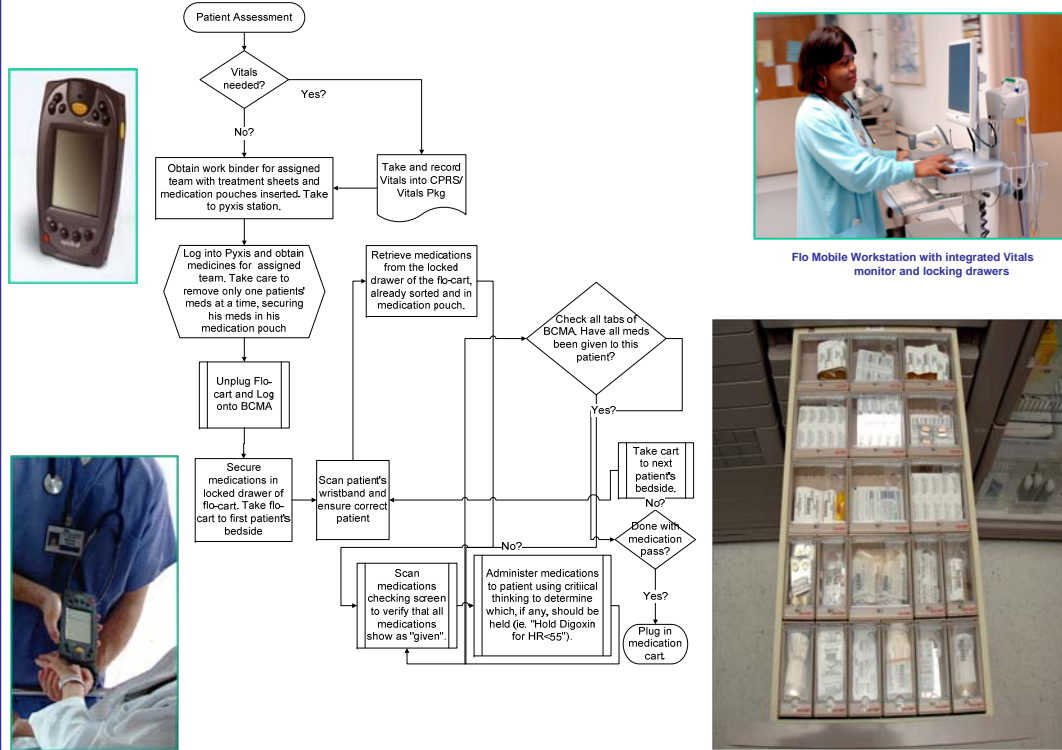 Patient Assessment
Vitals
needed?
Yes?
No?
Obtain work binder for assigned
team with treatment sheets and
medication pouches inserted. Take
to pyxis station.
Take and record
Vitals into CPRS/
Vitals Pkg
Log into Pyxis and obtain
medicines for assigned
team. Take care to
remove only one patients'
meds at a time, securing
his meds in his
medication pouch
Retrieve medications
from the locked
drawer of the flo-cart,
already sorted and in
medication pouch.
Unplug Flo-
cart and Log
onto BCMA
Secure
medications in
locked drawer of
flo-cart. Take flo-
cart to first patient's
bedside
Scan patient's
wristband and
ensure correct
patient
Check all tabs of
BCMA. Have all meds
been given to this
patient?
Yes?
Take cart
to next
patient's
bedside.
No?
Done with
medication
pass?
No?
Scan
medications
checking screen
to verify that all
medications
show as "given".
Administer medications
to patient using critiical
thinking to determine
which, if any, should be
held (ie. "Hold Digoxin
for HR<55").
Yes?
Plug in
medication
cart.
Flo Mobile Workstation with integrated Vitals
monitor and locking drawers